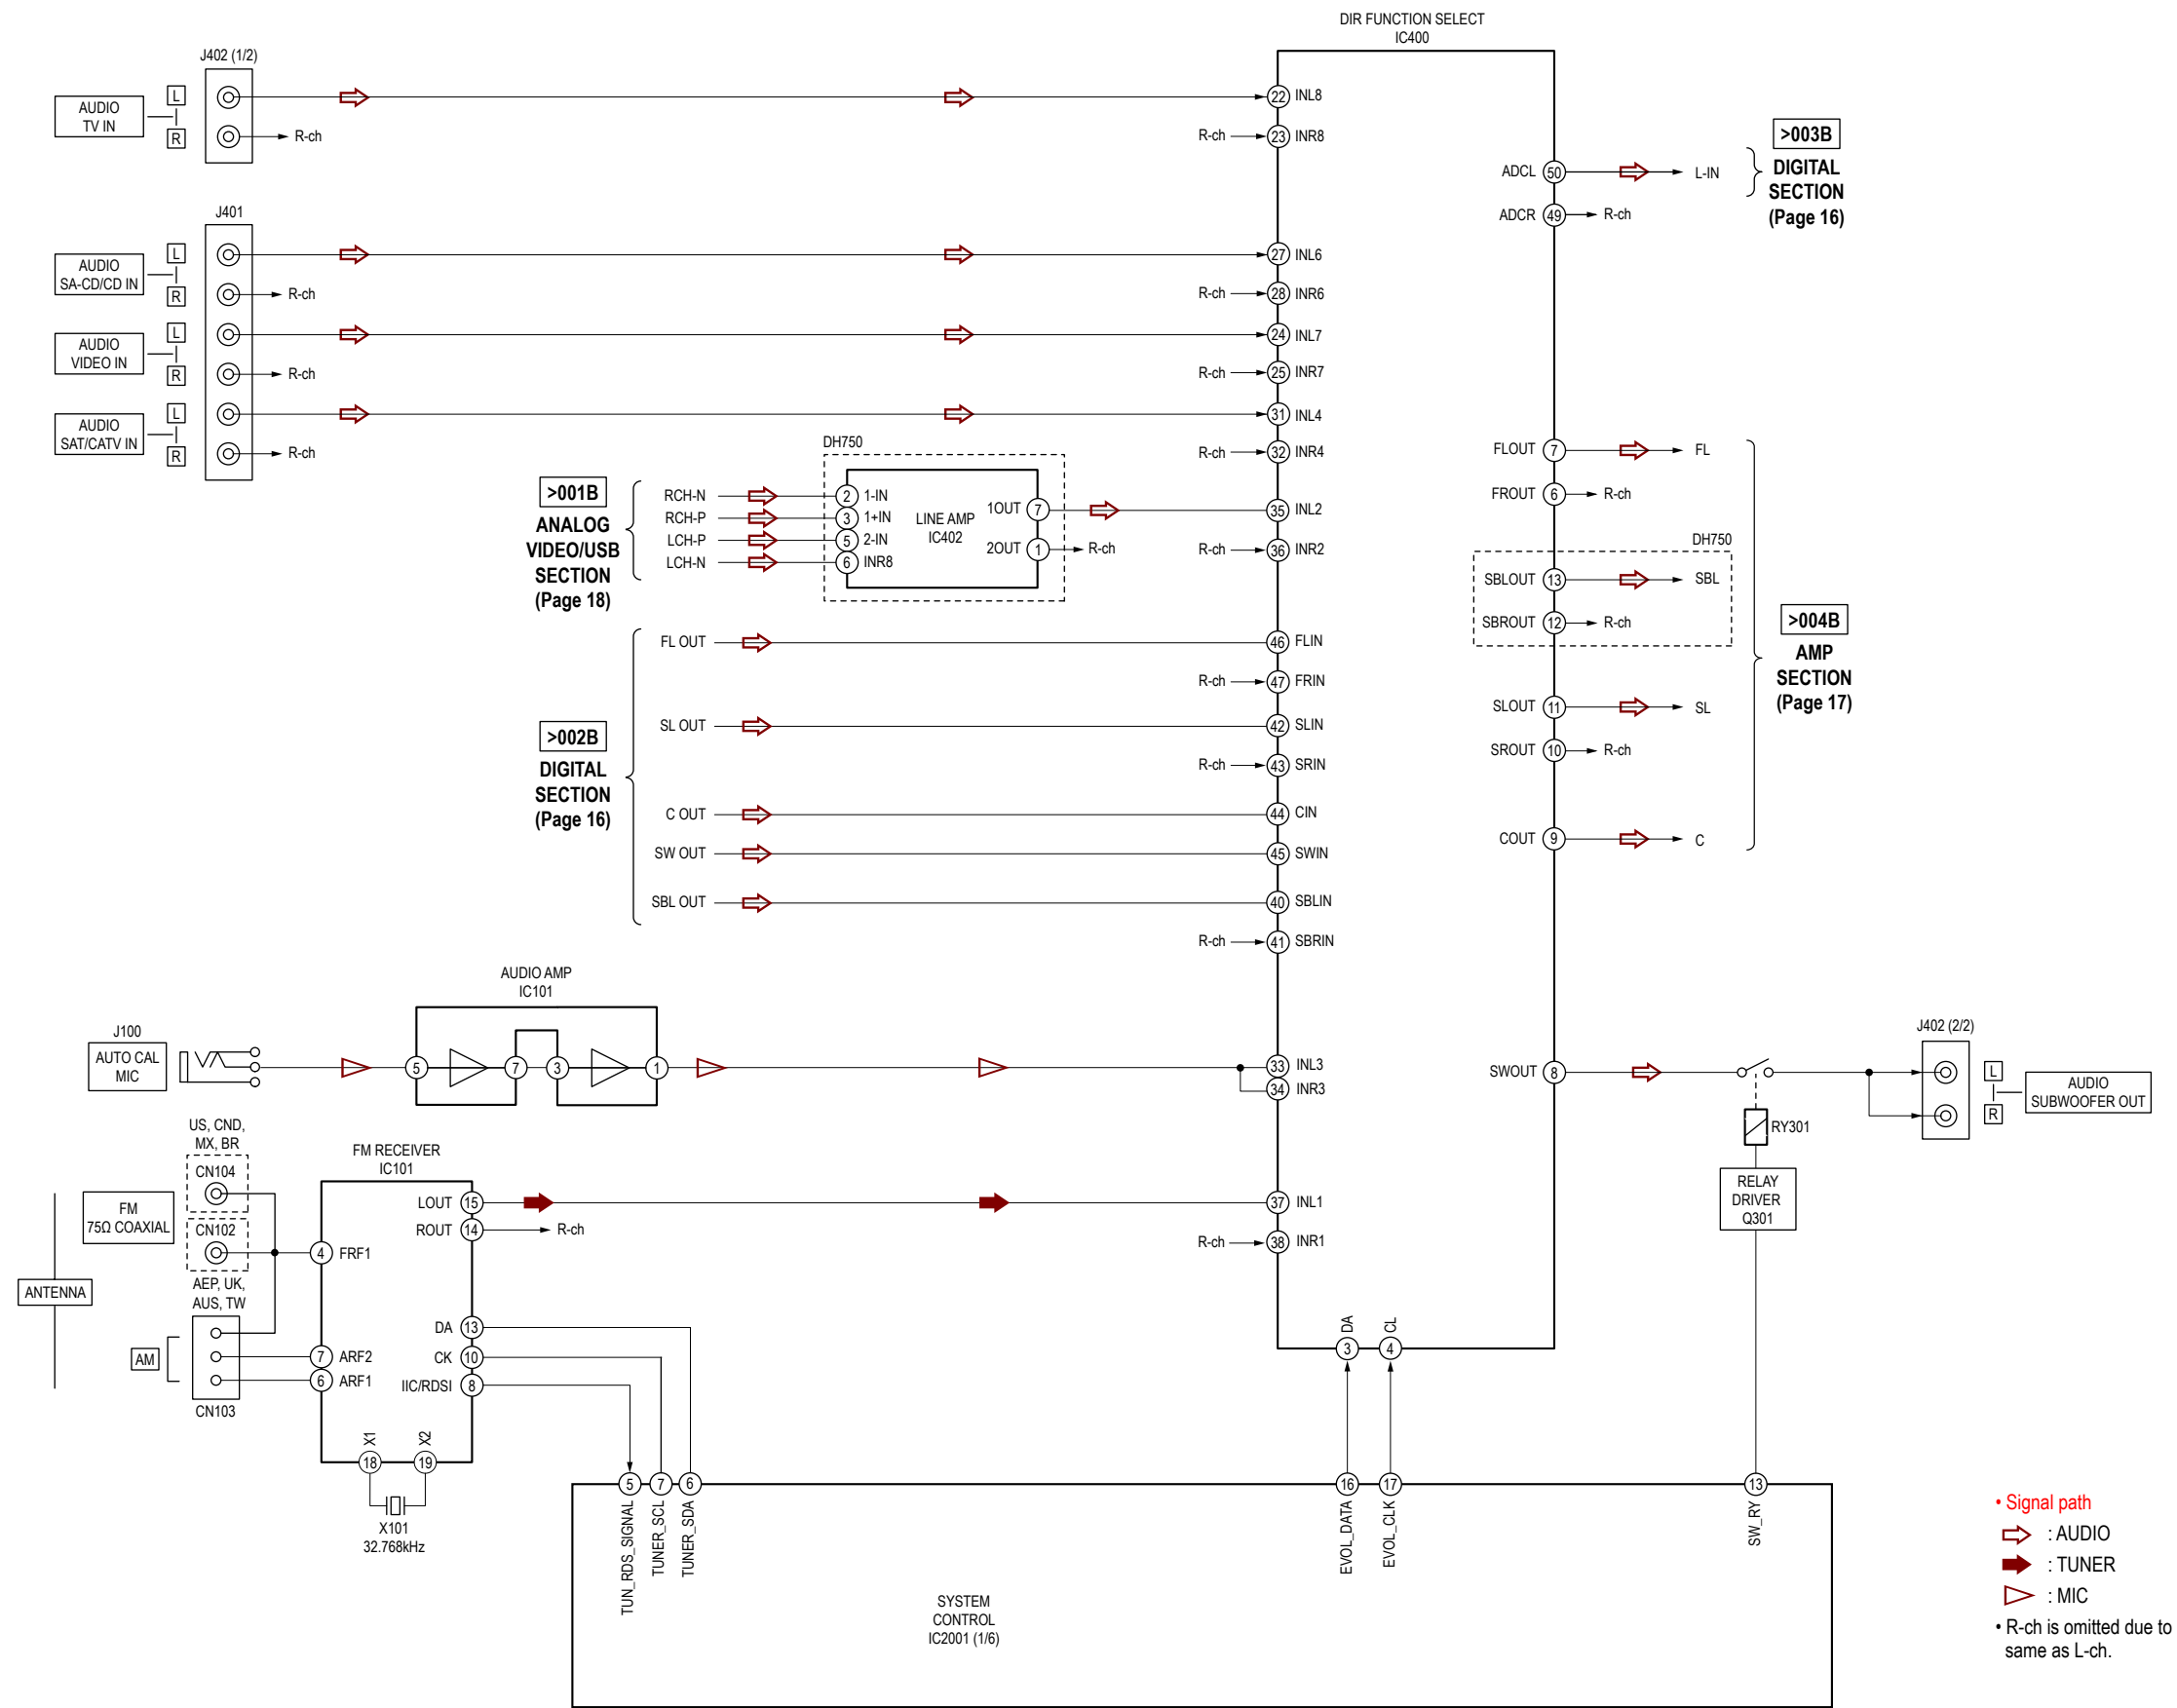 DIR FUNCTION SELECT
IC400
J402 (1/2)
AUDIO
TV IN
L
R
R-ch
22 INL8
R-ch 23 INR8
ADCL 50 L-IN
ADCR 49 R-ch
>003B
DIGITAL
SECTION
(Page 16)
J401
AUDIO
SA-CD/CD IN
L
R
R-ch
27 INL6
R-ch 28 INR6
AUDIO
VIDEO IN
L
R
R-ch
24 INL7
R-ch 25 INR7
AUDIO
SAT/CATV IN
L
R
R-ch
31 INL4
R-ch 32 INR4
>001B
ANALOG
VIDEO/USB
SECTION
(Page 18)
RCH-N
RCH-P
LCH-P
LCH-N
DH750
2 1-IN
3 1+IN
5 2-IN
6 INR8
LINE AMP
IC402
1OUT 7
2OUT 1 R-ch
35 INL2
R-ch 36 INR2
FLOUT 7 FL
FROUT 6 R-ch
DH750
SBLOUT 13 SBL
SBROUT 12 R-ch
SLOUT 11 SL
SROUT 10 R-ch
COUT 9 C
>004B
AMP
SECTION
(Page 17)
>002B
DIGITAL
SECTION
(Page 16)
FL OUT 46 FLIN
R-ch 47 FRIN
SL OUT 42 SLIN
R-ch 43 SRIN
C OUT 44 CIN
SW OUT 45 SWIN
SBL OUT 40 SBLIN
R-ch 41 SBRIN
AUDIO AMP
IC101
J100
AUTO CAL
MIC
5 7 3 1
33 INL3
34 INR3
SWOUT 8
RY301
RELAY
DRIVER
Q301
J402 (2/2)
L
R
AUDIO
SUBWOOFER OUT
US, CND,
MX, BR
CN104
FM
75Ω COAXIAL
CN102
AEP, UK,
AUS, TW
ANTENNA
AM
CN103
FM RECEIVER
IC101
4 FRF1
7 ARF2
6 ARF1
LOUT 15
ROUT 14 R-ch
DA 13
CK 10
IIC/RDSI 8
X1 X2
18 19
X101
32.768kHz
37 INL1
R-ch 38 INR1
DA CL
3 4
5 7 6
TUN_RDS_SIGNAL
TUNER_SCL
TUNER_SDA
16 17
EVOL_DATA
EVOL_CLK
13
SW_RY
SYSTEM
CONTROL
IC2001 (1/6)
• Signal path
: AUDIO
: TUNER
: MIC
• R-ch is omitted due to
same as L-ch.